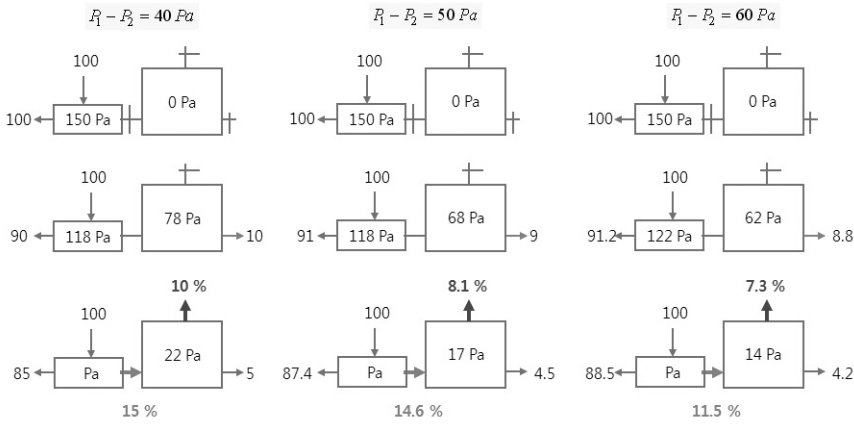 P₁ − P₂ = 40 Pa P₁ − P₂ = 50 Pa P₁ − P₂ = 60 Pa
100 100 100
100 150 Pa 0 Pa 100 150 Pa 0 Pa 100 150 Pa 0 Pa
100 100 100
90 118 Pa 78 Pa 10 91 118 Pa 68 Pa 9 91.2 122 Pa 62 Pa 8.8
10 % 8.1 % 7.3 %
100 100 100
85 Pa 22 Pa 5 87.4 Pa 17 Pa 4.5 88.5 Pa 14 Pa 4.2
15 % 14.6 % 11.5 %